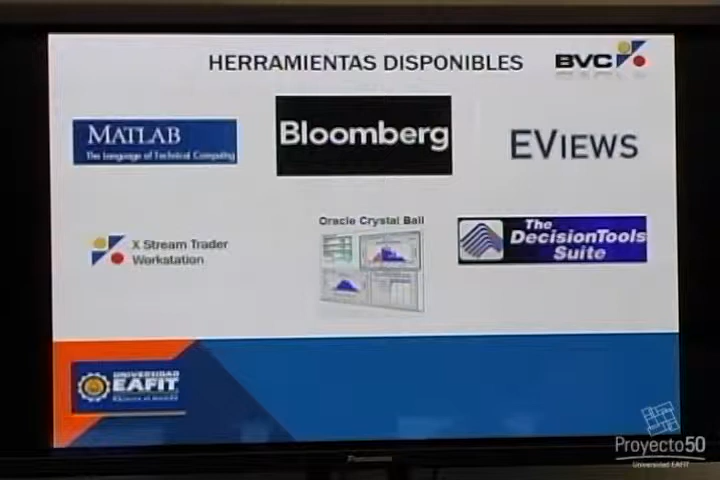 HERRAMIENTAS DISPONIBLES
BVC
MATLAB
The Language of Technical Computing
Bloomberg
EVIEWS
X Stream Trader
Workstation
Oracle Crystal Ball
The
DecisionTools
Suite
UNIVERSIDAD
EAFIT
Proyecto50
Universidad EAFIT